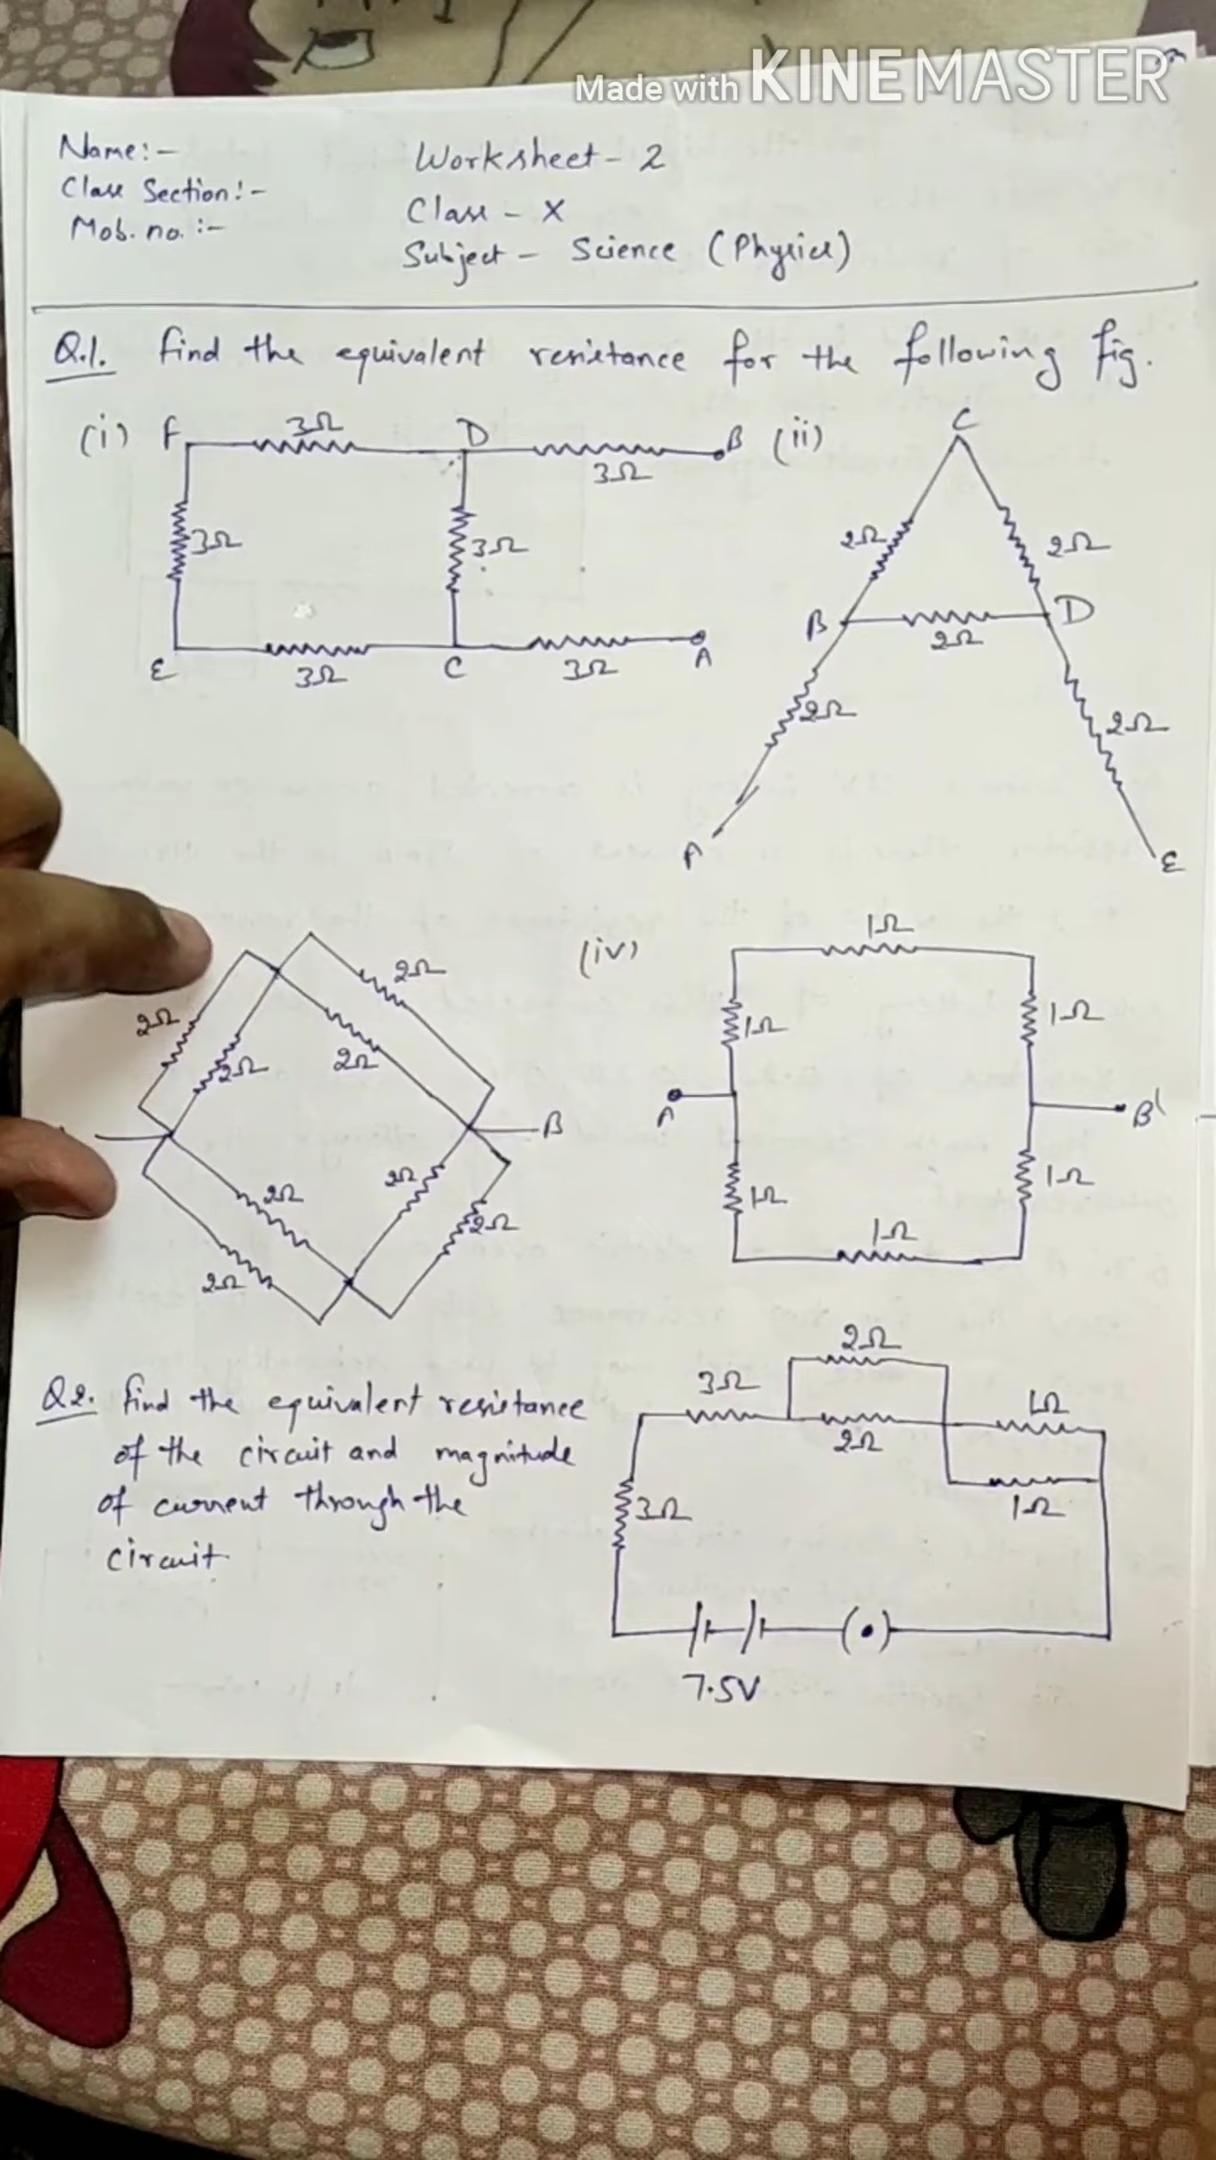 Made with KINEMASTER
Name:-
Class Section:-
Mob. no. :-
Worksheet - 2
Class - X
Subject - Science (Physics)
Q.1. find the equivalent resistance for the following fig.
(i) F 3Ω D B
3Ω
3Ω
3Ω
E 3Ω C 3Ω A
(ii) C
2Ω 2Ω
B 2Ω D
2Ω 2Ω
A E
2Ω
2Ω
2Ω
2Ω
B
2Ω
2Ω
2Ω
2Ω
(iv) 1Ω
1Ω 1Ω
A B
1Ω 1Ω
1Ω
Q2. find the equivalent resistance
of the circuit and magnitude
of current through the
circuit.
2Ω
3Ω 1Ω
2Ω
3Ω 1Ω
7.5V